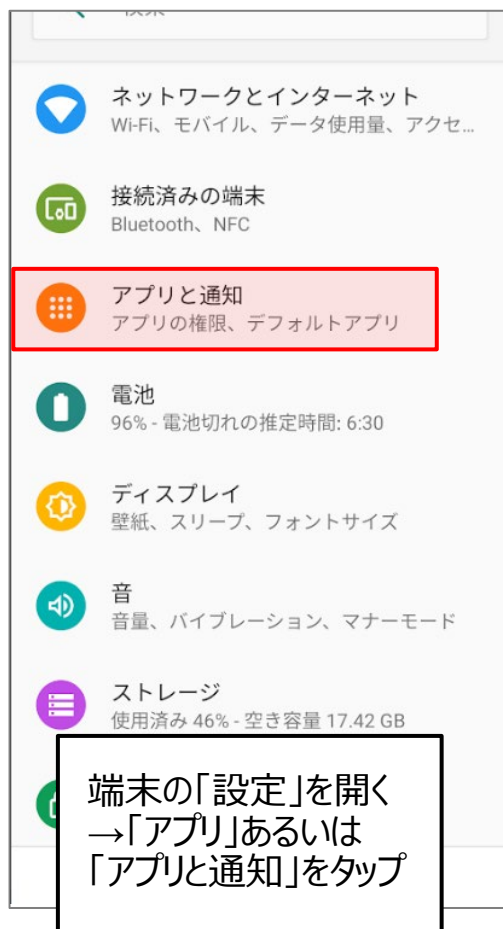 ネットワークとインターネット
Wi-Fi、モバイル、データ使用量、アクセ...
接続済みの端末
Bluetooth、NFC
アプリと通知
アプリの権限、デフォルトアプリ
電池
96% - 電池切れの推定時間: 6:30
ディスプレイ
壁紙、スリープ、フォントサイズ
音
音量、バイブレーション、マナーモード
ストレージ
使用済み 46% - 空き容量 17.42 GB
端末の「設定」を開く
→「アプリ」あるいは
「アプリと通知」をタップ